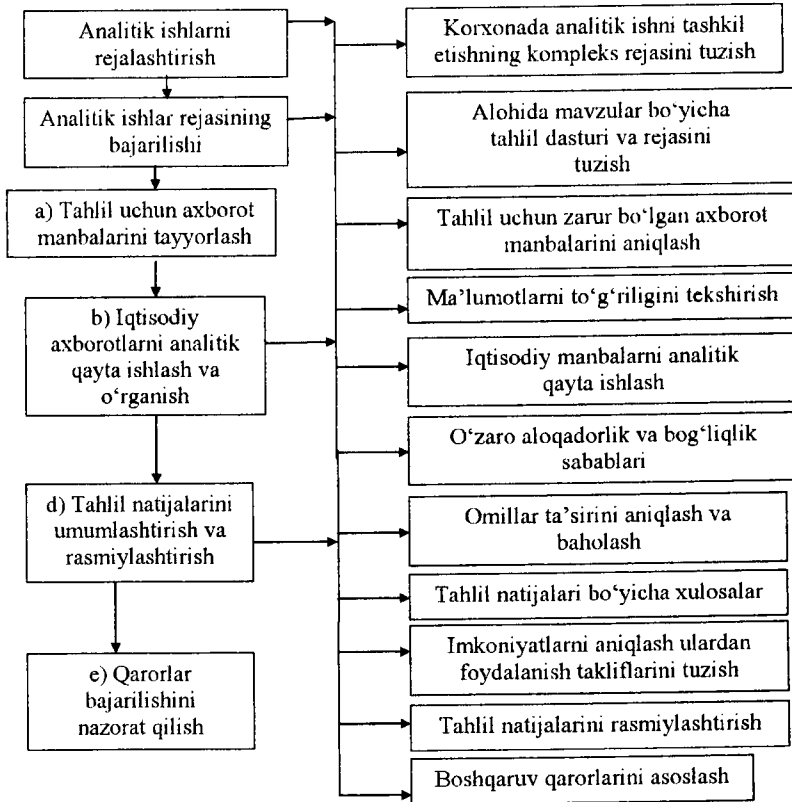 Analitik ishlarni
rejalashtirish
Analitik ishlar rejasining
bajarilishi
a) Tahlil uchun axborot
manbalarini tayyorlash
b) Iqtisodiy
axborotlarni analitik
qayta ishlash va
o‘rganish
d) Tahlil natijalarini
umumlashtirish va
rasmiylashtirish
e) Qarorlar
bajarilishini
nazorat qilish
Korxonada analitik ishni tashkil
etishning kompleks rejasini tuzish
Alohida mavzular bo‘yicha
tahlil dasturi va rejasini
tuzish
Tahlil uchun zarur bo‘lgan axborot
manbalarini aniqlash
Ma’lumotlarni to‘g‘riligini tekshirish
Iqtisodiy manbalarni analitik
qayta ishlash
O‘zaro aloqadorlik va bog‘liqlik
sabablari
Omillar ta’sirini aniqlash va
baholash
Tahlil natijalari bo‘yicha xulosalar
Imkoniyatlarni aniqlash ulardan
foydalanish takliflarini tuzish
Tahlil natijalarini rasmiylashtirish
Boshqaruv qarorlarini asoslash